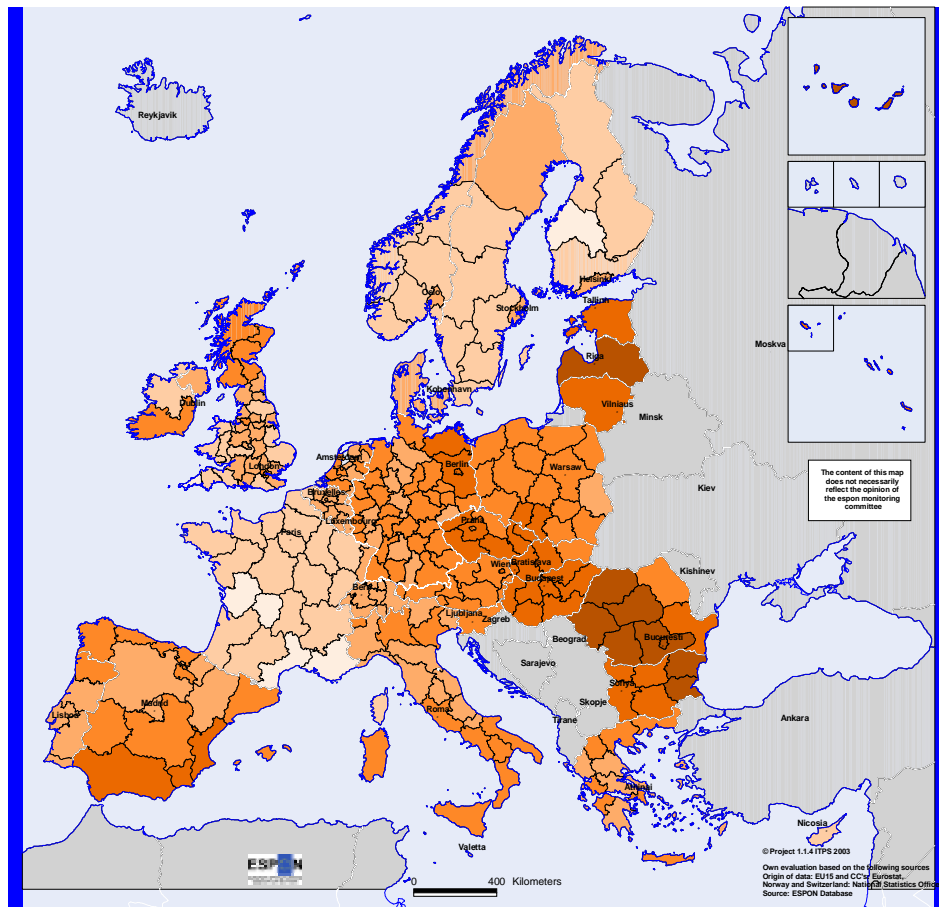 Reykjavik
Oslo
Helsinki
Tallinn
Stockholm
Moskva
Riga
Dublin
Kobenhavn
Vilniaus
Minsk
London
Amsterdam
Berlin
Warsaw
The content of this map
does not necessarily
reflect the opinion of
the espon monitoring
committee
Bruxelles
Kiev
Luxembourg
Praha
Paris
Wien
Bratislava
Kishinev
Bern
Budapest
Ljubljana
Zagreb
Beograd
Bucuresti
Sarajevo
Sofiya
Madrid
Lisboa
Roma
Skopje
Tirane
Ankara
Athinai
Nicosia
Valetta
© Project 1.1.4 ITPS 2003
ESPON
0 400 Kilometers
Own evaluation based on the following sources
Origin of data: EU15 and CC's: Eurostat,
Norway and Switzerland: National Statistics Offic
Source: ESPON Database